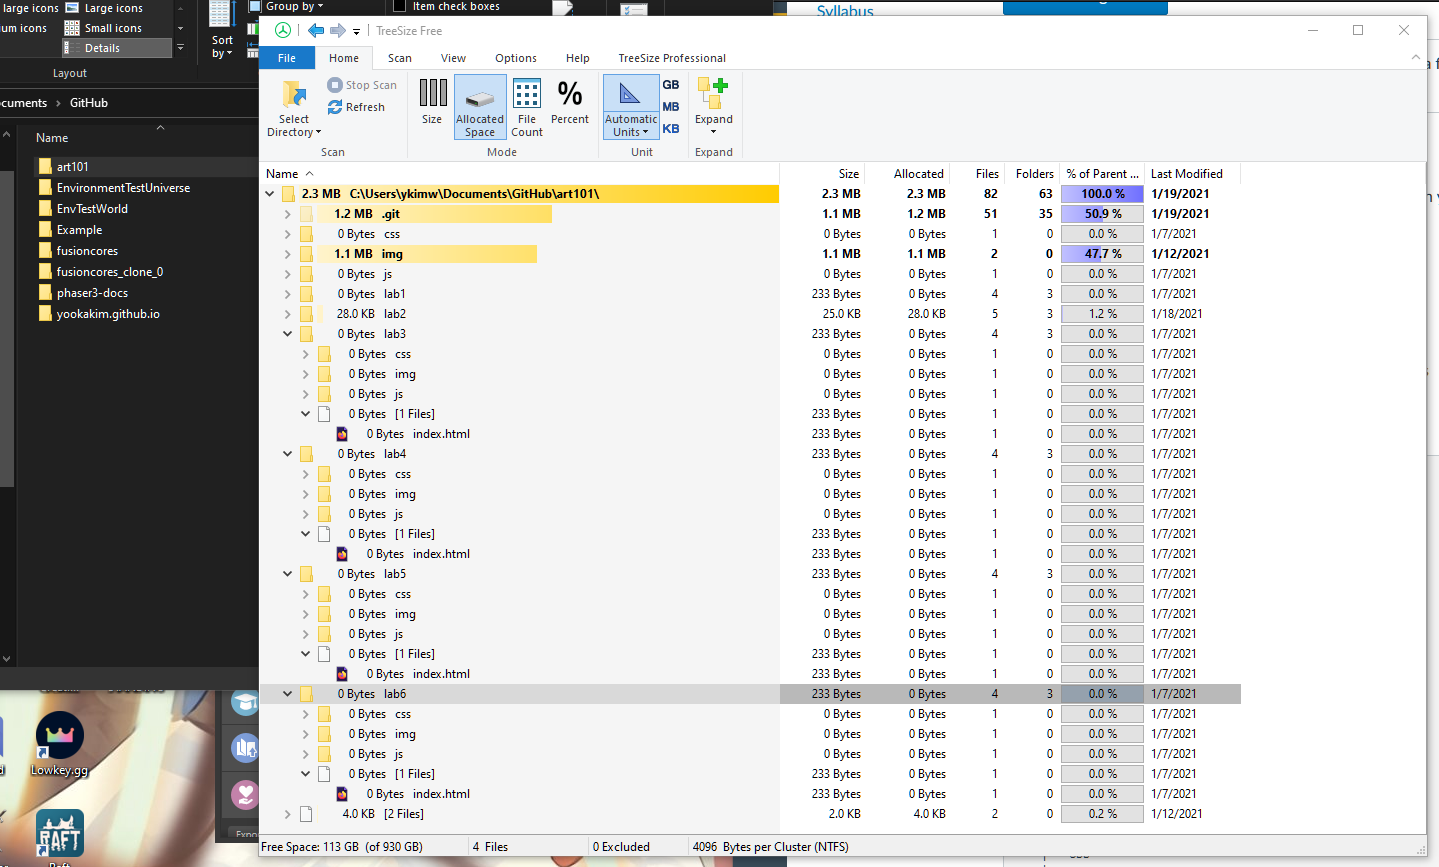 large icons Large icons
um icons Small icons
Details
Layout
Sort
by
Group by
Item check boxes
Syllabus
ocuments > GitHub
Name
art101
EnvironmentTestUniverse
EnvTestWorld
Example
fusioncores
fusioncores_clone_0
phaser3-docs
yookakim.github.io
TreeSize Free
File Home Scan View Options Help TreeSize Professional
Select
Directory
Stop Scan
Refresh
Scan
Size
Allocated
Space
File
Count
Percent
Mode
Automatic
Units
GB
MB
KB
Unit
Expand
Expand
Name Size Allocated Files Folders % of Parent ... Last Modified
2.3 MB C:\Users\ykimw\Documents\GitHub\art101\ 2.3 MB 2.3 MB 82 63 100.0 % 1/19/2021
1.2 MB .git 1.1 MB 1.2 MB 51 35 50.9 % 1/19/2021
0 Bytes css 0 Bytes 0 Bytes 1 0 0.0 % 1/7/2021
1.1 MB img 1.1 MB 1.1 MB 2 0 47.7 % 1/12/2021
0 Bytes js 0 Bytes 0 Bytes 1 0 0.0 % 1/7/2021
0 Bytes lab1 233 Bytes 0 Bytes 4 3 0.0 % 1/7/2021
28.0 KB lab2 25.0 KB 28.0 KB 5 3 1.2 % 1/18/2021
0 Bytes lab3 233 Bytes 0 Bytes 4 3 0.0 % 1/7/2021
0 Bytes css 0 Bytes 0 Bytes 1 0 0.0 % 1/7/2021
0 Bytes img 0 Bytes 0 Bytes 1 0 0.0 % 1/7/2021
0 Bytes js 0 Bytes 0 Bytes 1 0 0.0 % 1/7/2021
0 Bytes [1 Files] 233 Bytes 0 Bytes 1 0 0.0 % 1/7/2021
0 Bytes index.html 233 Bytes 0 Bytes 1 0 0.0 % 1/7/2021
0 Bytes lab4 233 Bytes 0 Bytes 4 3 0.0 % 1/7/2021
0 Bytes css 0 Bytes 0 Bytes 1 0 0.0 % 1/7/2021
0 Bytes img 0 Bytes 0 Bytes 1 0 0.0 % 1/7/2021
0 Bytes js 0 Bytes 0 Bytes 1 0 0.0 % 1/7/2021
0 Bytes [1 Files] 233 Bytes 0 Bytes 1 0 0.0 % 1/7/2021
0 Bytes index.html 233 Bytes 0 Bytes 1 0 0.0 % 1/7/2021
0 Bytes lab5 233 Bytes 0 Bytes 4 3 0.0 % 1/7/2021
0 Bytes css 0 Bytes 0 Bytes 1 0 0.0 % 1/7/2021
0 Bytes img 0 Bytes 0 Bytes 1 0 0.0 % 1/7/2021
0 Bytes js 0 Bytes 0 Bytes 1 0 0.0 % 1/7/2021
0 Bytes [1 Files] 233 Bytes 0 Bytes 1 0 0.0 % 1/7/2021
0 Bytes index.html 233 Bytes 0 Bytes 1 0 0.0 % 1/7/2021
0 Bytes lab6 233 Bytes 0 Bytes 4 3 0.0 % 1/7/2021
0 Bytes css 0 Bytes 0 Bytes 1 0 0.0 % 1/7/2021
0 Bytes img 0 Bytes 0 Bytes 1 0 0.0 % 1/7/2021
0 Bytes js 0 Bytes 0 Bytes 1 0 0.0 % 1/7/2021
0 Bytes [1 Files] 233 Bytes 0 Bytes 1 0 0.0 % 1/7/2021
0 Bytes index.html 233 Bytes 0 Bytes 1 0 0.0 % 1/7/2021
4.0 KB [2 Files] 2.0 KB 4.0 KB 2 0 0.2 % 1/12/2021
Free Space: 113 GB (of 930 GB) 4 Files 0 Excluded 4096 Bytes per Cluster (NTFS)
Lowkey.gg
RAFT
Raft
Expo